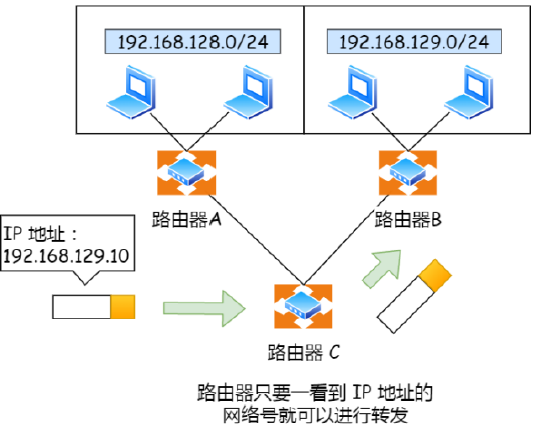 192.168.128.0/24
192.168.129.0/24
路由器A
路由器B
IP 地址：
192.168.129.10
路由器 C
路由器只要一看到 IP 地址的
网络号就可以进行转发